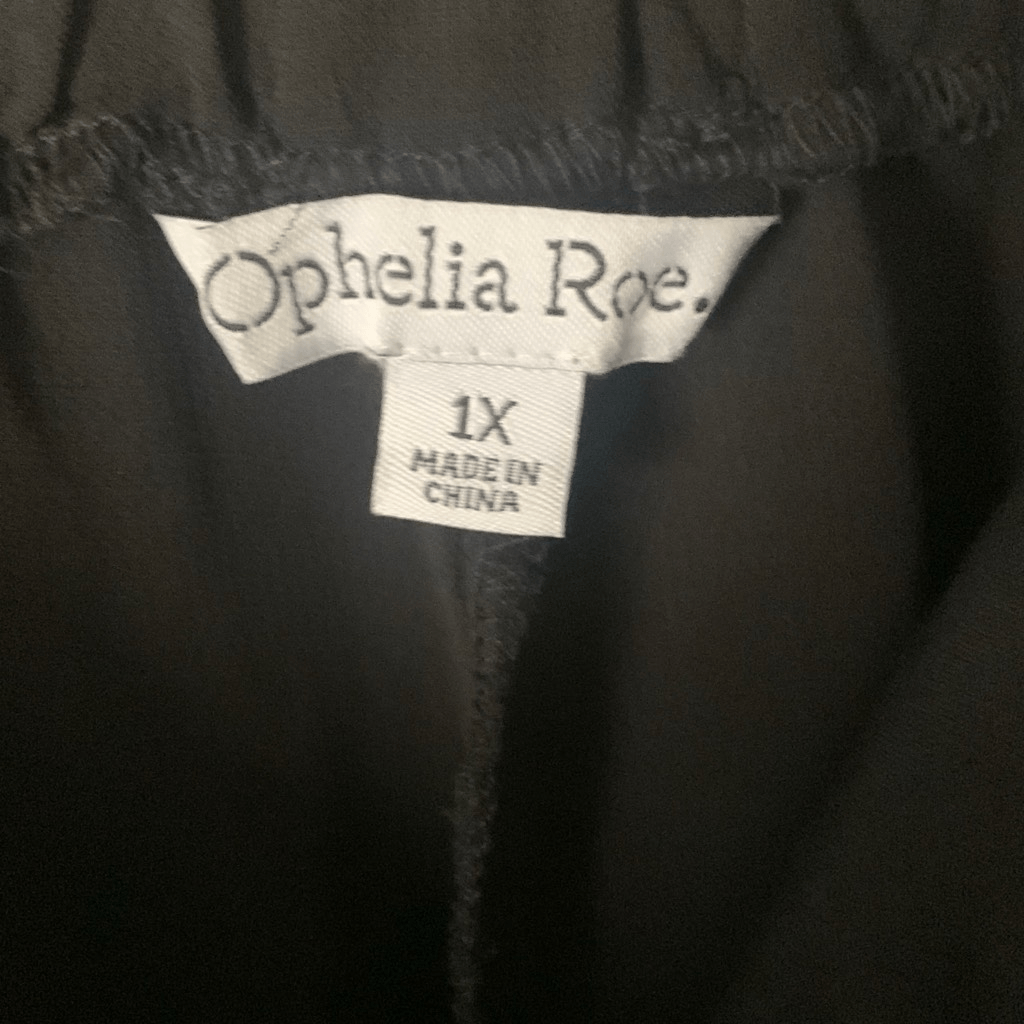 Ophelia Roe.
1X
MADE IN
CHINA